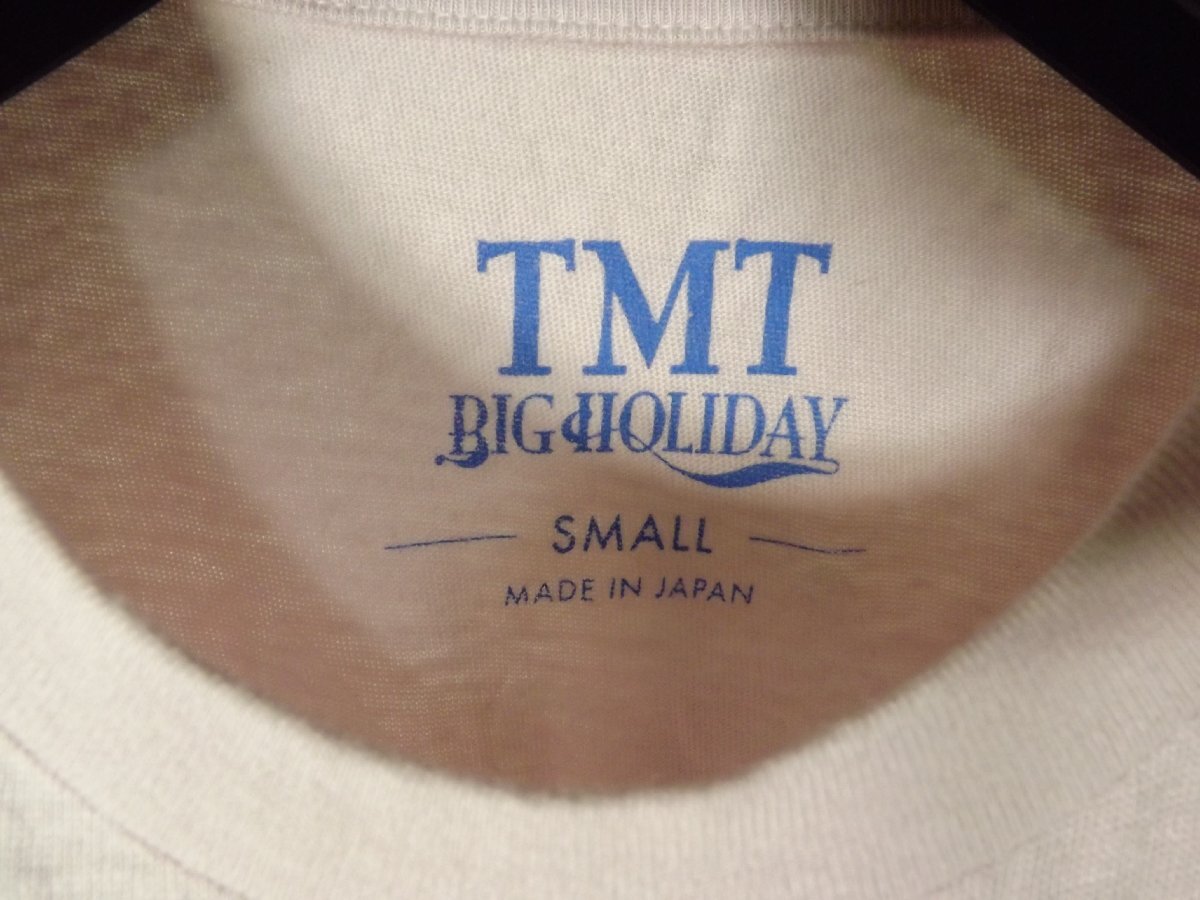 TMT
BIG HOLIDAY
SMALL
MADE IN JAPAN